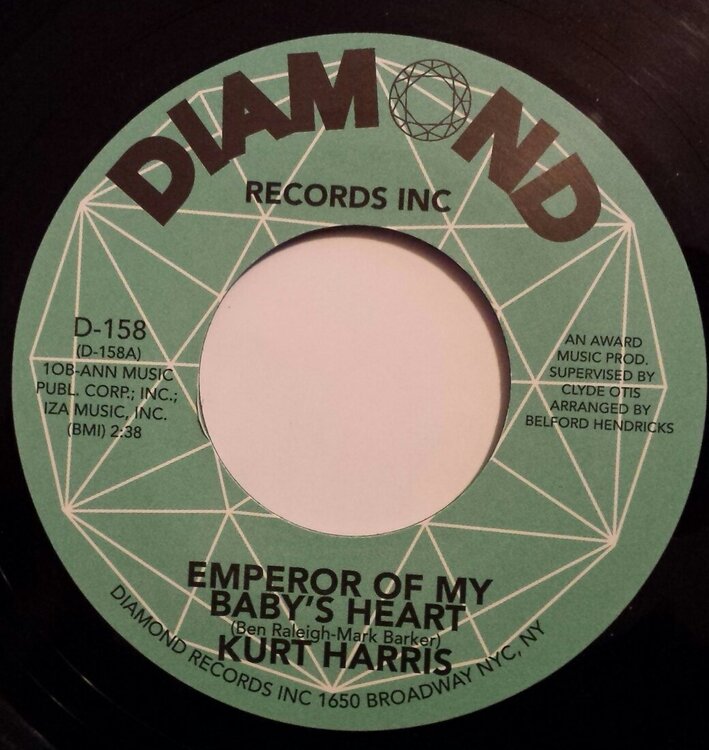 DIAMOND
RECORDS INC
D-158
(D-158A)
1OB-ANN MUSIC
PUBL. CORP.; INC.;
IZA MUSIC, INC.
(BMI) 2:38
AN AWARD
MUSIC PROD.
SUPERVISED BY
CLYDE OTIS
ARRANGED BY
BELFORD HENDRICKS
EMPEROR OF MY
BABY'S HEART
(Ben Raleigh-Mark Barker)
KURT HARRIS
DIAMOND RECORDS INC 1650 BROADWAY NYC, NY